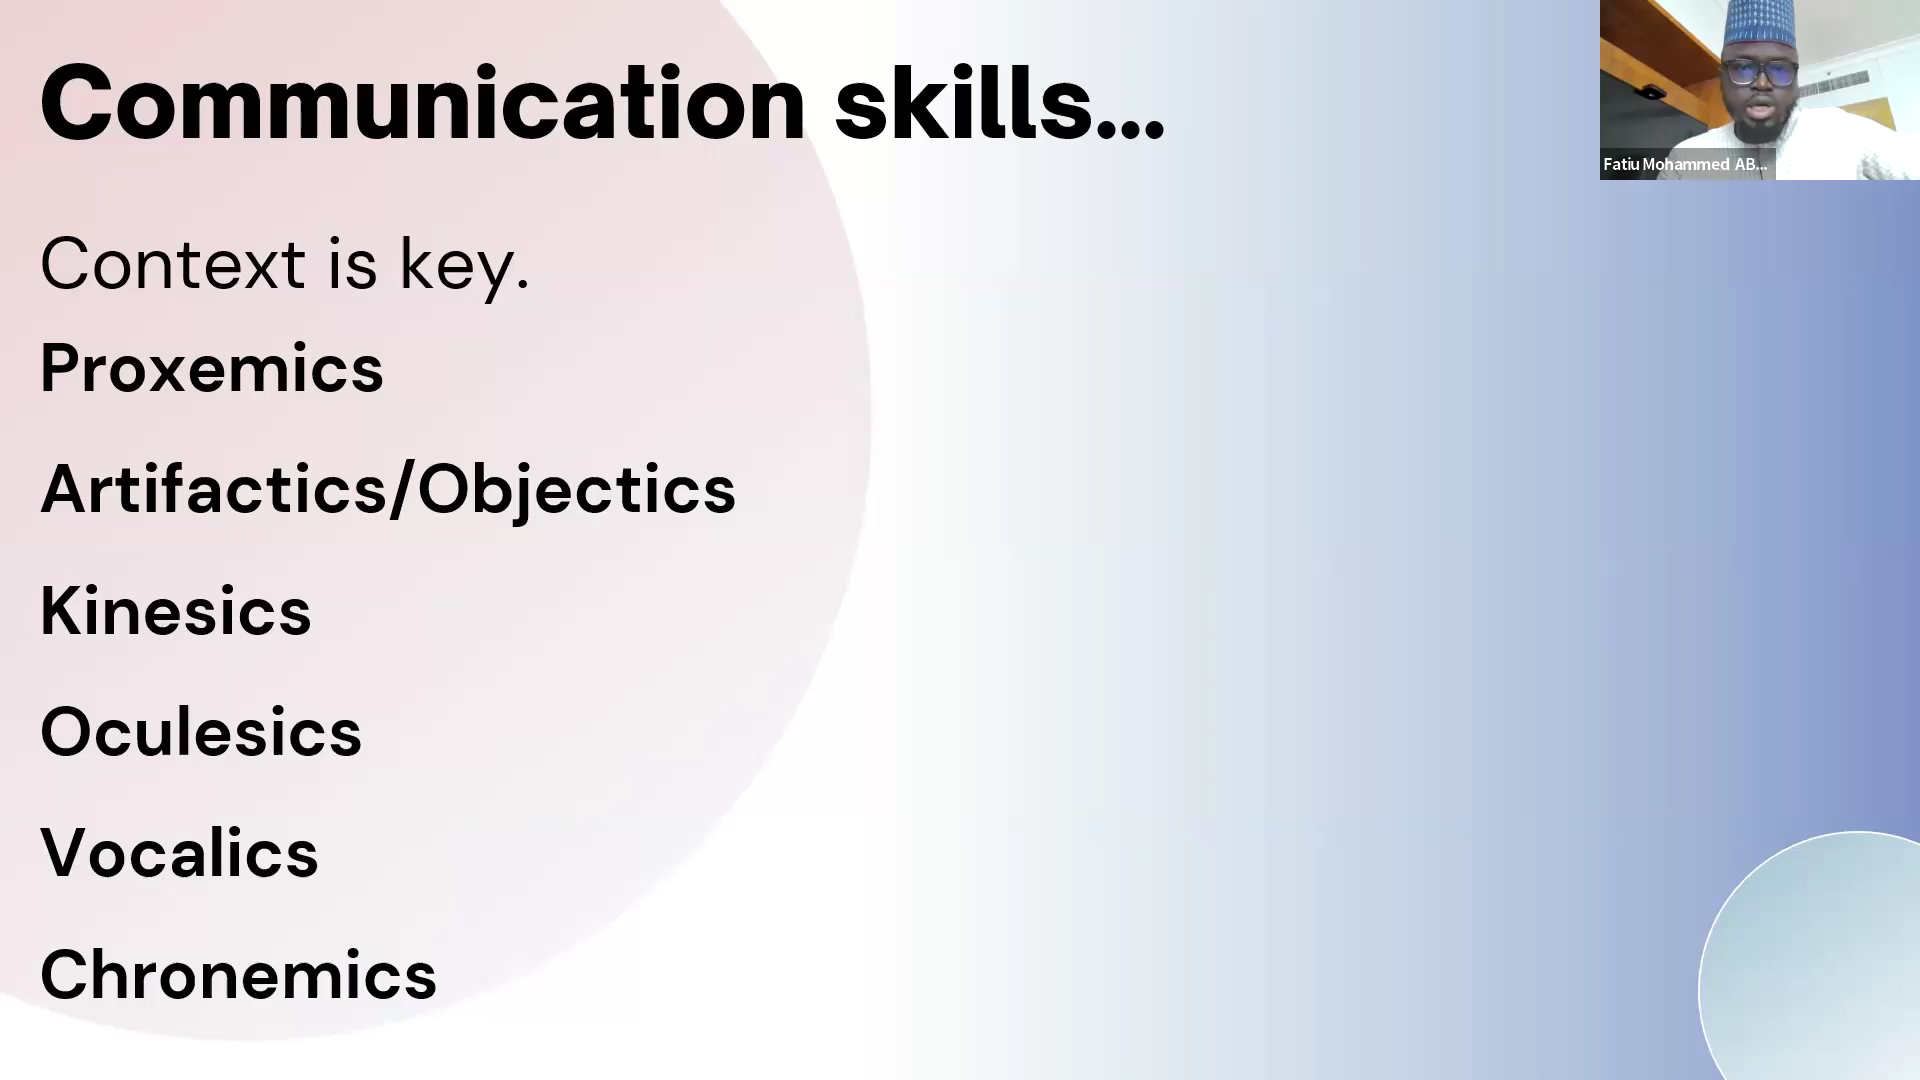 Communication skills...
Fatiu Mohammed AB...
Context is key.
Proxemics
Artifactics/Objectics
Kinesics
Oculesics
Vocalics
Chronemics